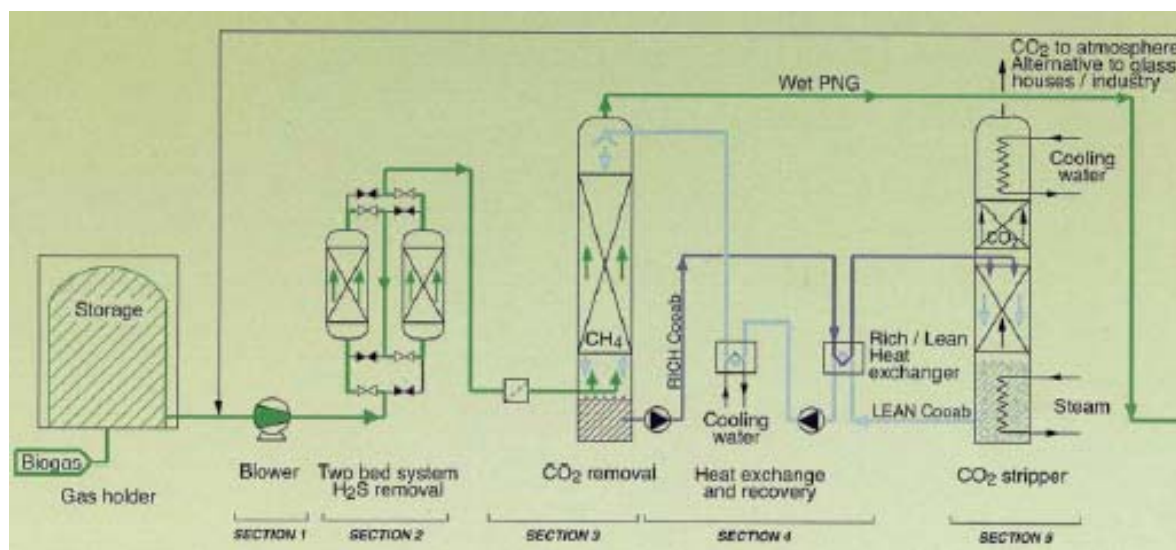 CO2 to atmosphere
Alternative to glass
houses / industry
Wet PNG
Cooling
water
CO2
Storage
CH4
RICH Cooab
Rich / Lean
Heat
exchanger
LEAN Cooab
Steam
Cooling
water
Biogas
Gas holder
Blower
Two bed system
H2S removal
CO2 removal
Heat exchange
and recovery
CO2 stripper
SECTION 1
SECTION 2
SECTION 3
SECTION 4
SECTION 5